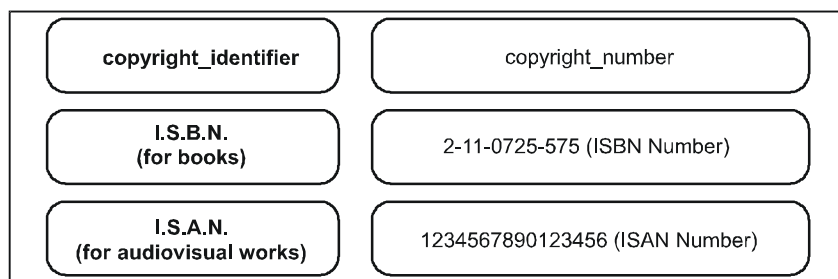 copyright_identifier
copyright_number
I.S.B.N.
(for books)
2-11-0725-575 (ISBN Number)
I.S.A.N.
(for audiovisual works)
1234567890123456 (ISAN Number)